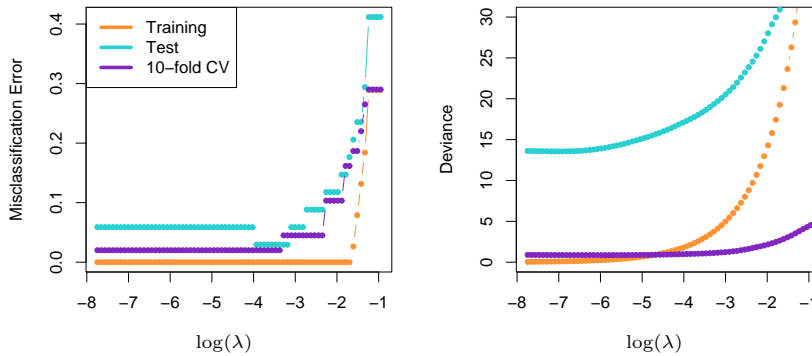 Training
Test
10−fold CV
Misclassification Error
0.0
0.1
0.2
0.3
0.4
−8 −7 −6 −5 −4 −3 −2 −1
log(λ)
Deviance
0
5
10
15
20
25
30
−8 −7 −6 −5 −4 −3 −2 −1
log(λ)